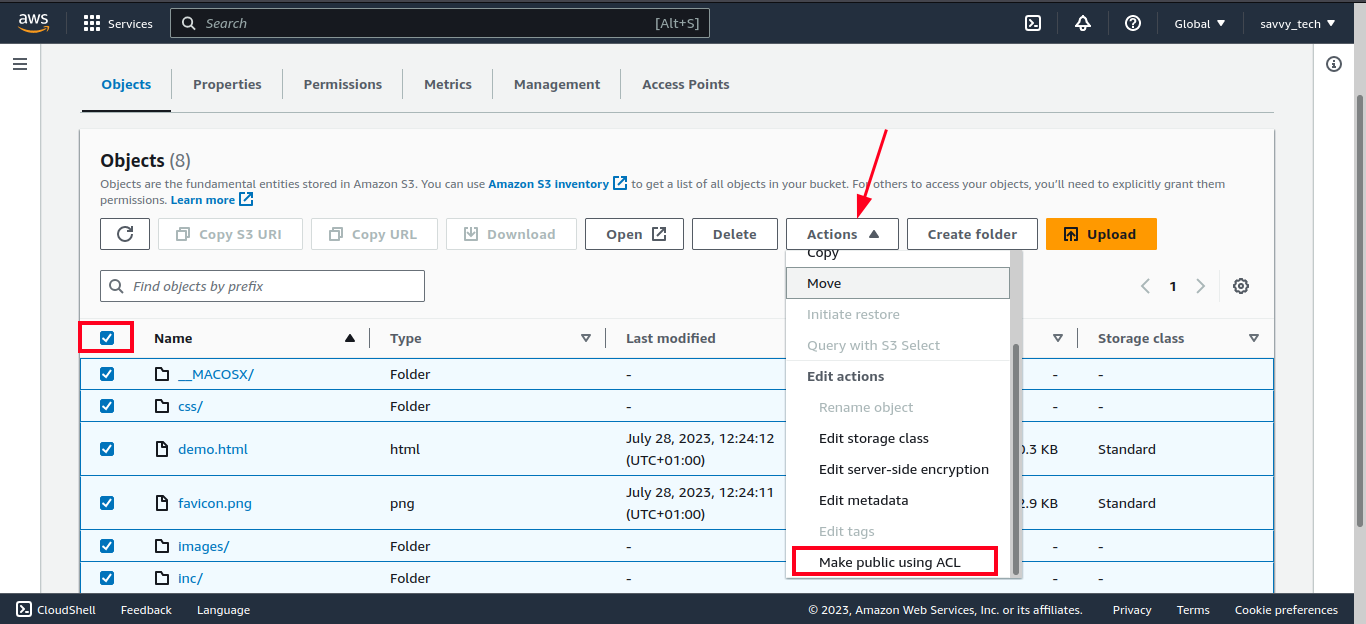 aws
Services
Search
[Alt+S]
Global
savvy_tech
Objects
Properties
Permissions
Metrics
Management
Access Points
Objects (8)
Objects are the fundamental entities stored in Amazon S3. You can use Amazon S3 inventory to get a list of all objects in your bucket. For others to access your objects, you'll need to explicitly grant them
permissions. Learn more
Copy S3 URI
Copy URL
Download
Open
Delete
Actions
Create folder
Upload
Copy
Find objects by prefix
Move
1
Initiate restore
Name
Type
Last modified
Storage class
Query with S3 Select
__MACOSX/
Folder
-
-
-
Edit actions
css/
Folder
-
-
-
Rename object
demo.html
html
July 28, 2023, 12:24:12
(UTC+01:00)
0.3 KB
Standard
Edit storage class
Edit server-side encryption
favicon.png
png
July 28, 2023, 12:24:11
(UTC+01:00)
2.9 KB
Standard
Edit metadata
Edit tags
images/
Folder
-
-
-
Make public using ACL
inc/
Folder
-
-
-
CloudShell
Feedback
Language
© 2023, Amazon Web Services, Inc. or its affiliates.
Privacy
Terms
Cookie preferences